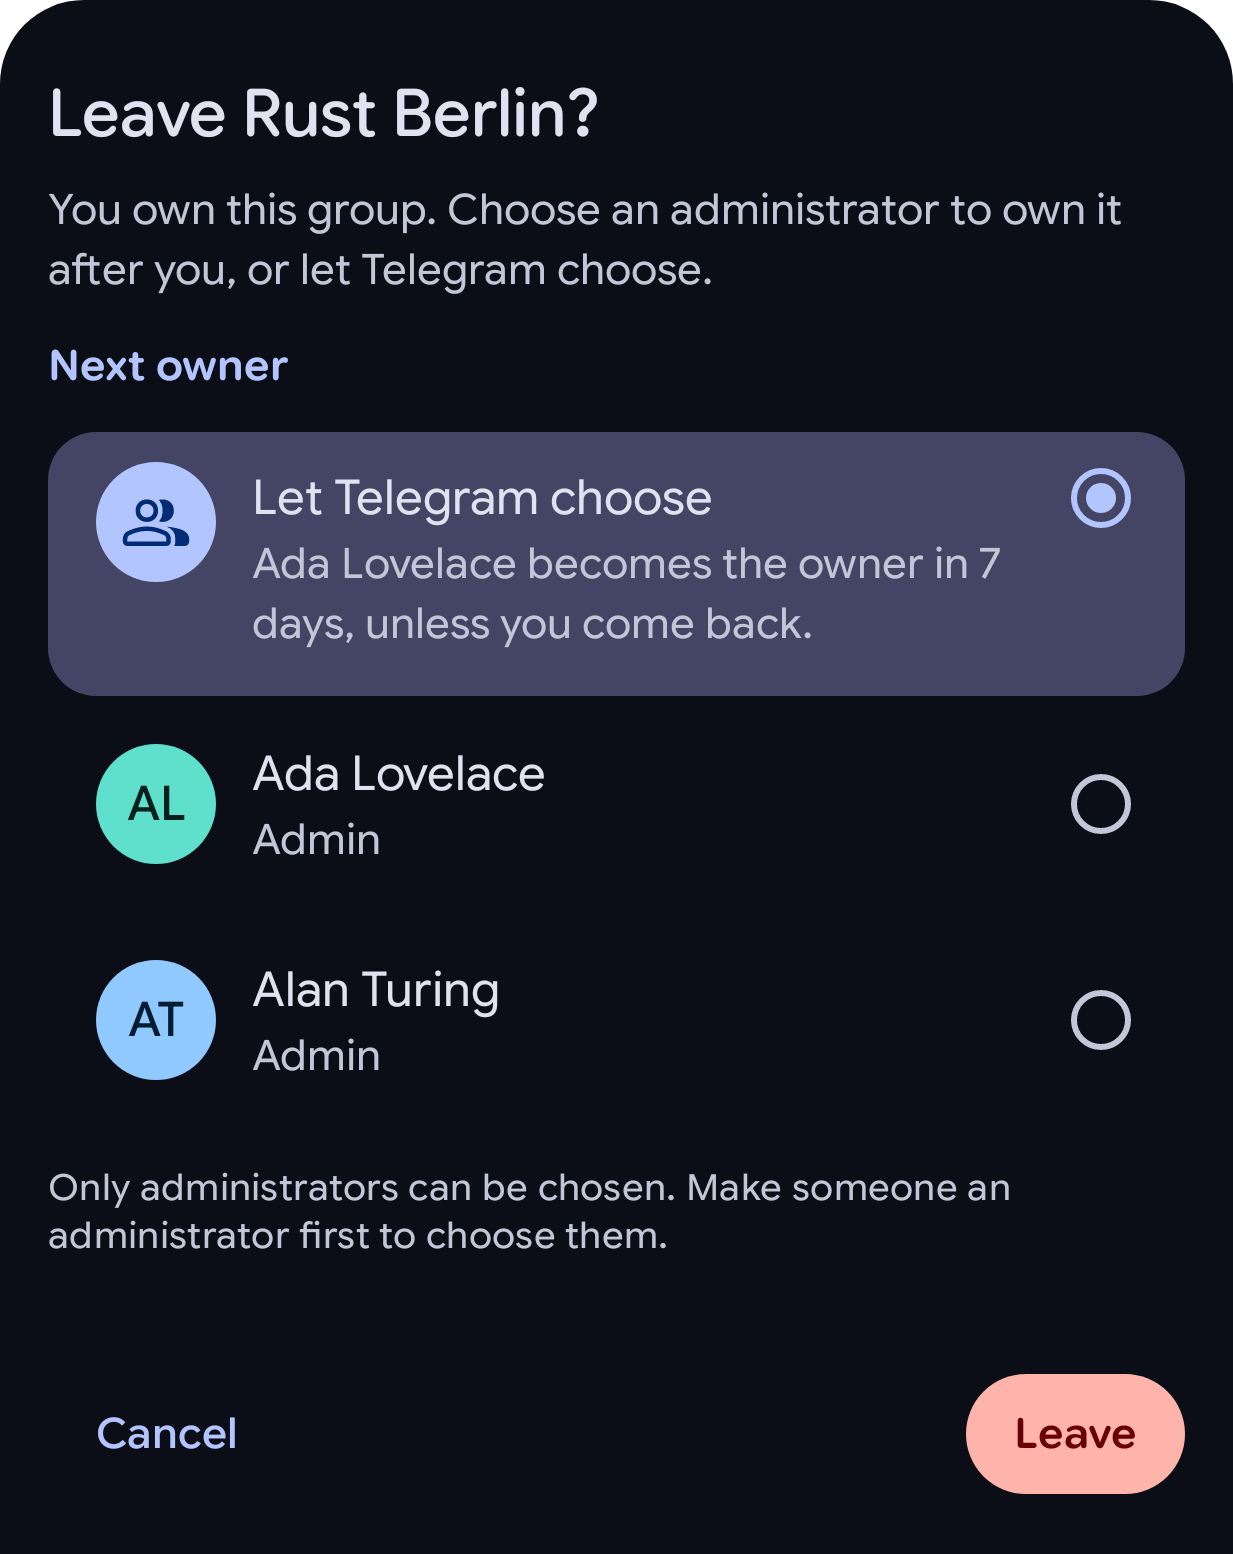 Leave Rust Berlin?
You own this group. Choose an administrator to own it
after you, or let Telegram choose.
Next owner
Let Telegram choose
Ada Lovelace becomes the owner in 7
days, unless you come back.
AL
Ada Lovelace
Admin
AT
Alan Turing
Admin
Only administrators can be chosen. Make someone an
administrator first to choose them.
Cancel
Leave